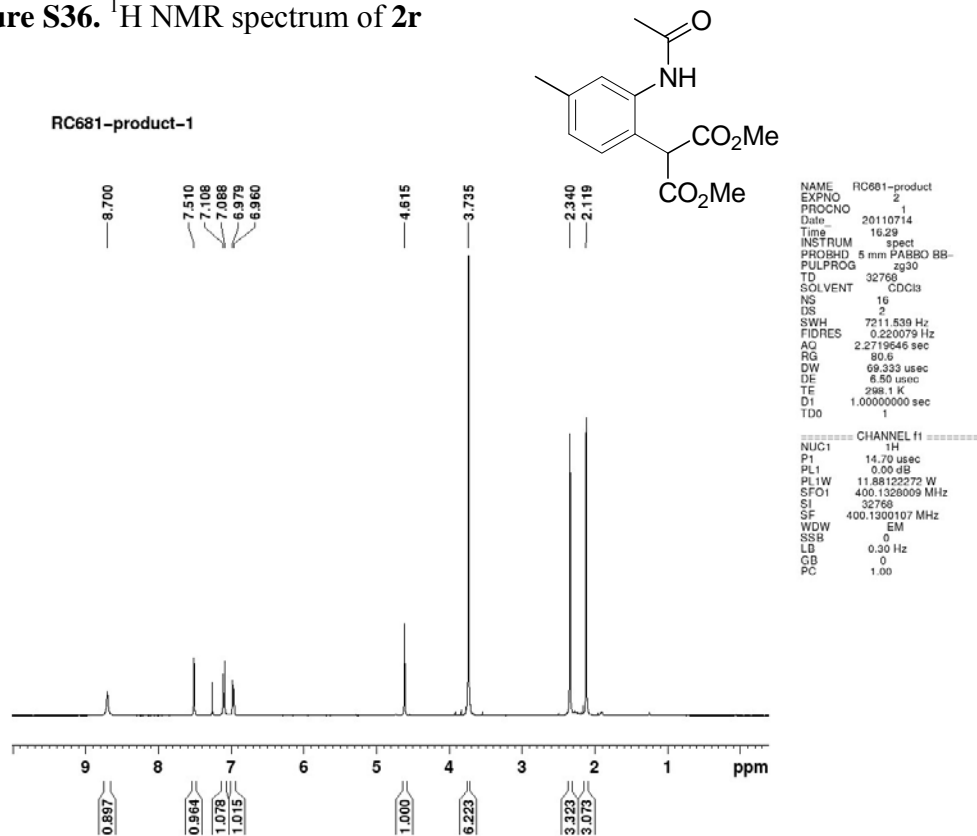 ure S36. ¹H NMR spectrum of 2r
O
NH
CO₂Me
CO₂Me
RC681-product-1
8.700
7.510
7.108
7.088
6.979
6.960
4.615
3.735
2.340
2.119
NAME RC681-product
EXPNO 2
PROCNO 1
Date_ 20110714
Time 16.29
INSTRUM spect
PROBHD 5 mm PABBO BB-
PULPROG zg30
TD 32768
SOLVENT CDCl3
NS 16
DS 2
SWH 7211.539 Hz
FIDRES 0.220079 Hz
AQ 2.2719646 sec
RG 80.6
DW 69.333 usec
DE 6.50 usec
TE 298.1 K
D1 1.00000000 sec
TD0 1
======== CHANNEL f1 ========
NUC1 1H
P1 14.70 usec
PL1 0.00 dB
PL1W 11.88122272 W
SFO1 400.1328009 MHz
SI 32768
SF 400.1300107 MHz
WDW EM
SSB 0
LB 0.30 Hz
GB 0
PC 1.00
9 8 7 6 5 4 3 2 1 ppm
0.897
0.964
1.078
1.015
1.000
6.223
3.323
3.073